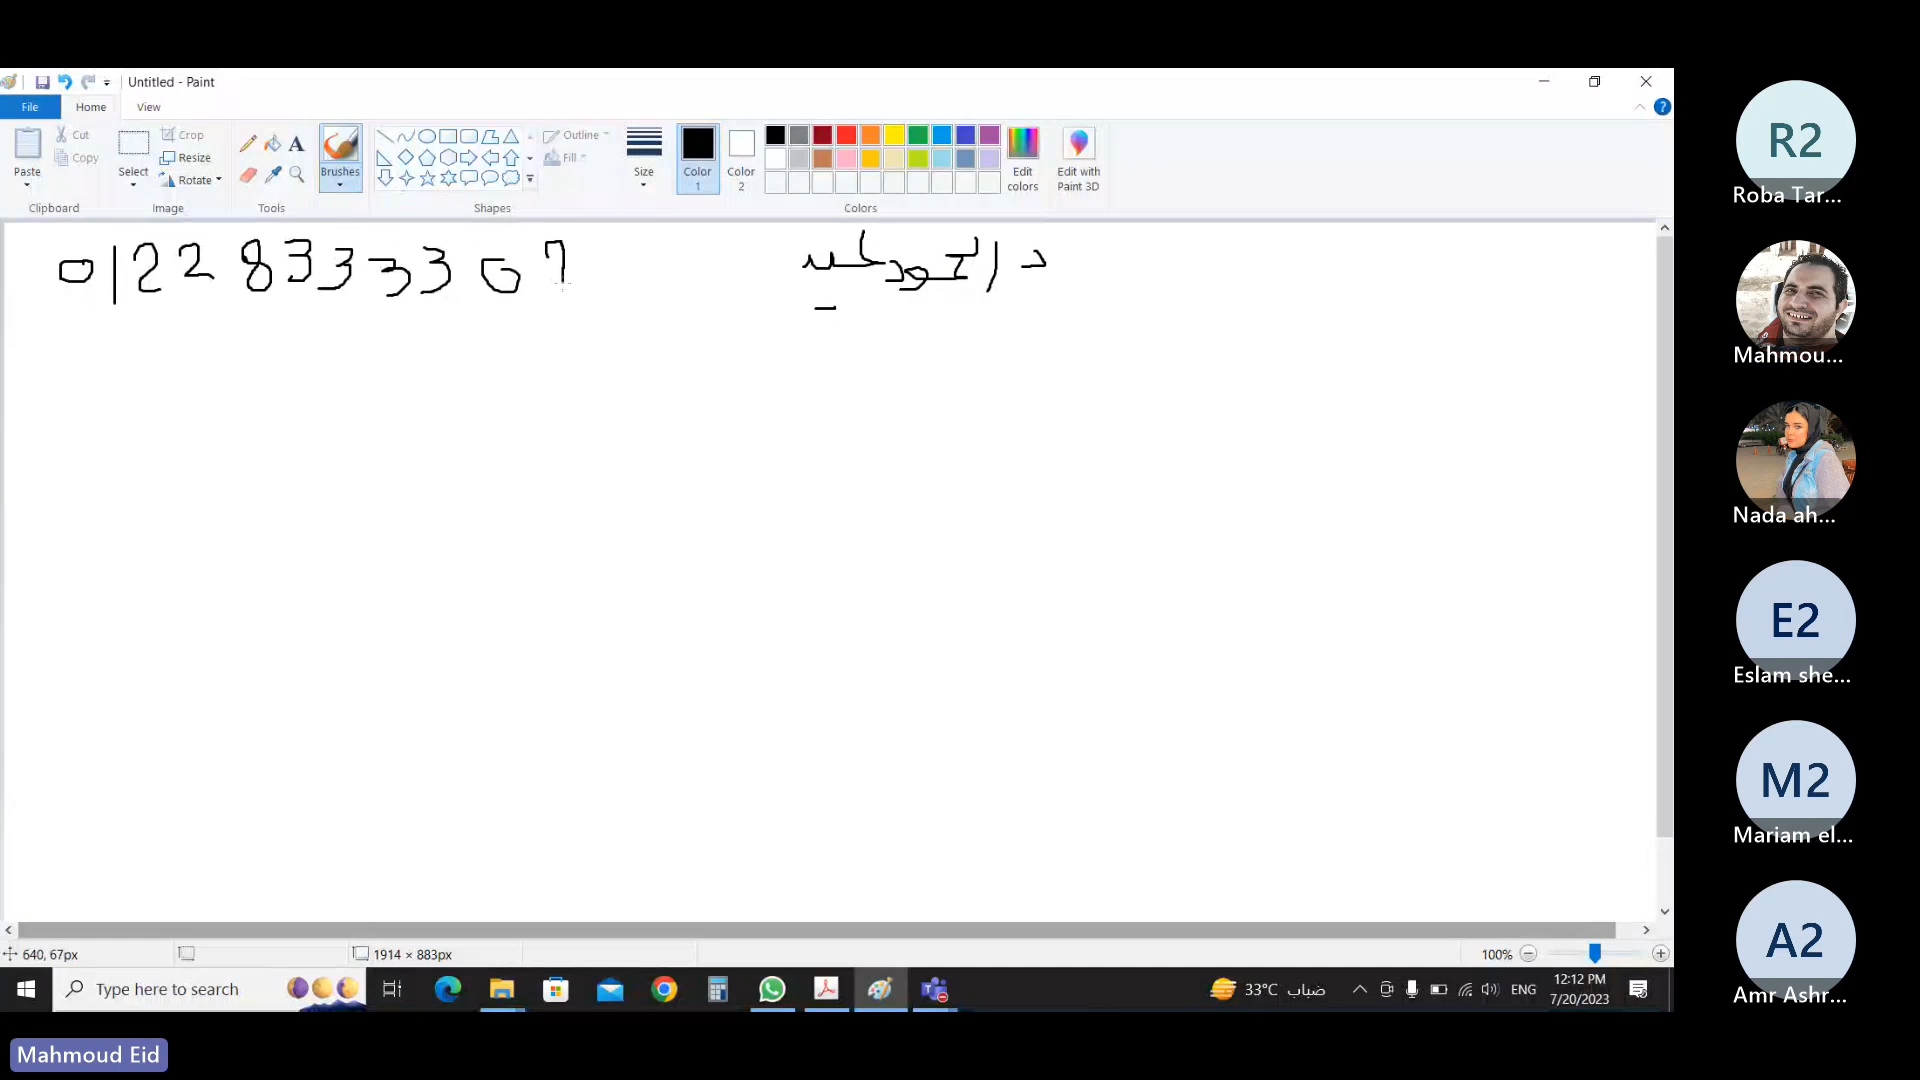 Untitled - Paint
File Home View
Paste
Cut
Copy
Clipboard
Select
Crop
Resize
Rotate
Image
A
Tools
Brushes
Shapes
Outline
Fill
Size
Color 1
Color 2
Colors
Edit colors
Edit with Paint 3D
د/محمود عيد
640, 67px
1914 × 883px
100%
Type here to search
33°C ضباب
ENG
12:12 PM
7/20/2023
R2
Roba Tar...
Mahmou...
Nada ah...
E2
Eslam she...
M2
Mariam el...
A2
Amr Ashr...
Mahmoud Eid